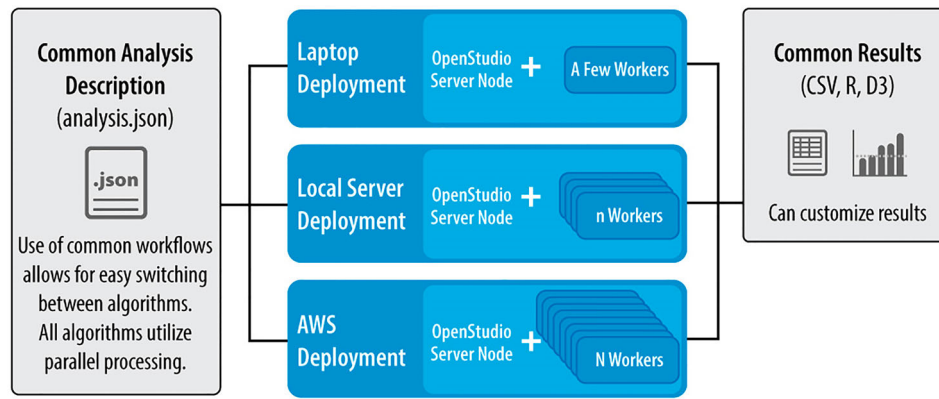 Common Analysis
Description
(analysis.json)
.json
Use of common workflows
allows for easy switching
between algorithms.
All algorithms utilize
parallel processing.
Laptop
Deployment
OpenStudio
Server Node
+
A Few Workers
Local Server
Deployment
OpenStudio
Server Node
+
n Workers
AWS
Deployment
OpenStudio
Server Node
+
N Workers
Common Results
(CSV, R, D3)
Can customize results